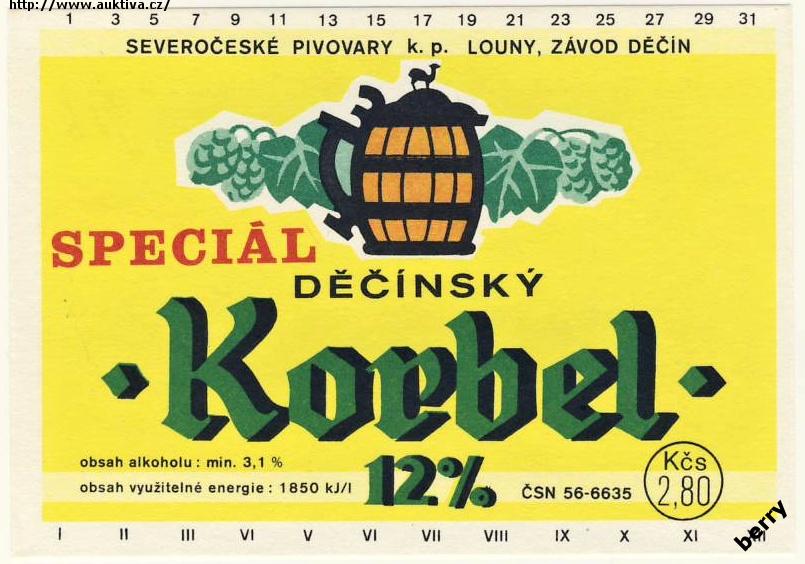 http://www.auktiva.cz/
1 3 5 7 9 11 13 15 17 19 21 23 25 27 29 31
SEVEROČESKÉ PIVOVARY k. p. LOUNY, ZÁVOD DĚČÍN
SPECIÁL
DĚČÍNSKÝ
· Korbel ·
obsah alkoholu : min. 3,1 %
obsah využitelné energie : 1850 kJ/l
12%
ČSN 56-6635
Kčs
2,80
I II III VI V VI VII VIII IX X XI
berry